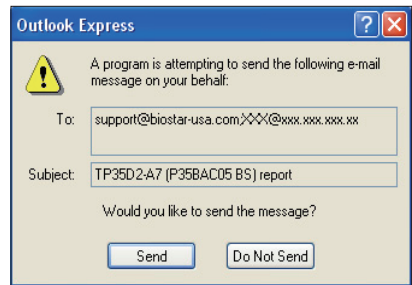 Outlook Express
A program is attempting to send the following e-mail
message on your behalf:
To: support@biostar-usa.com;XXX@xxx.xxx.xxx.xx
Subject: TP35D2-A7 (P35BAC05 BS) report
Would you like to send the message?
Send Do Not Send